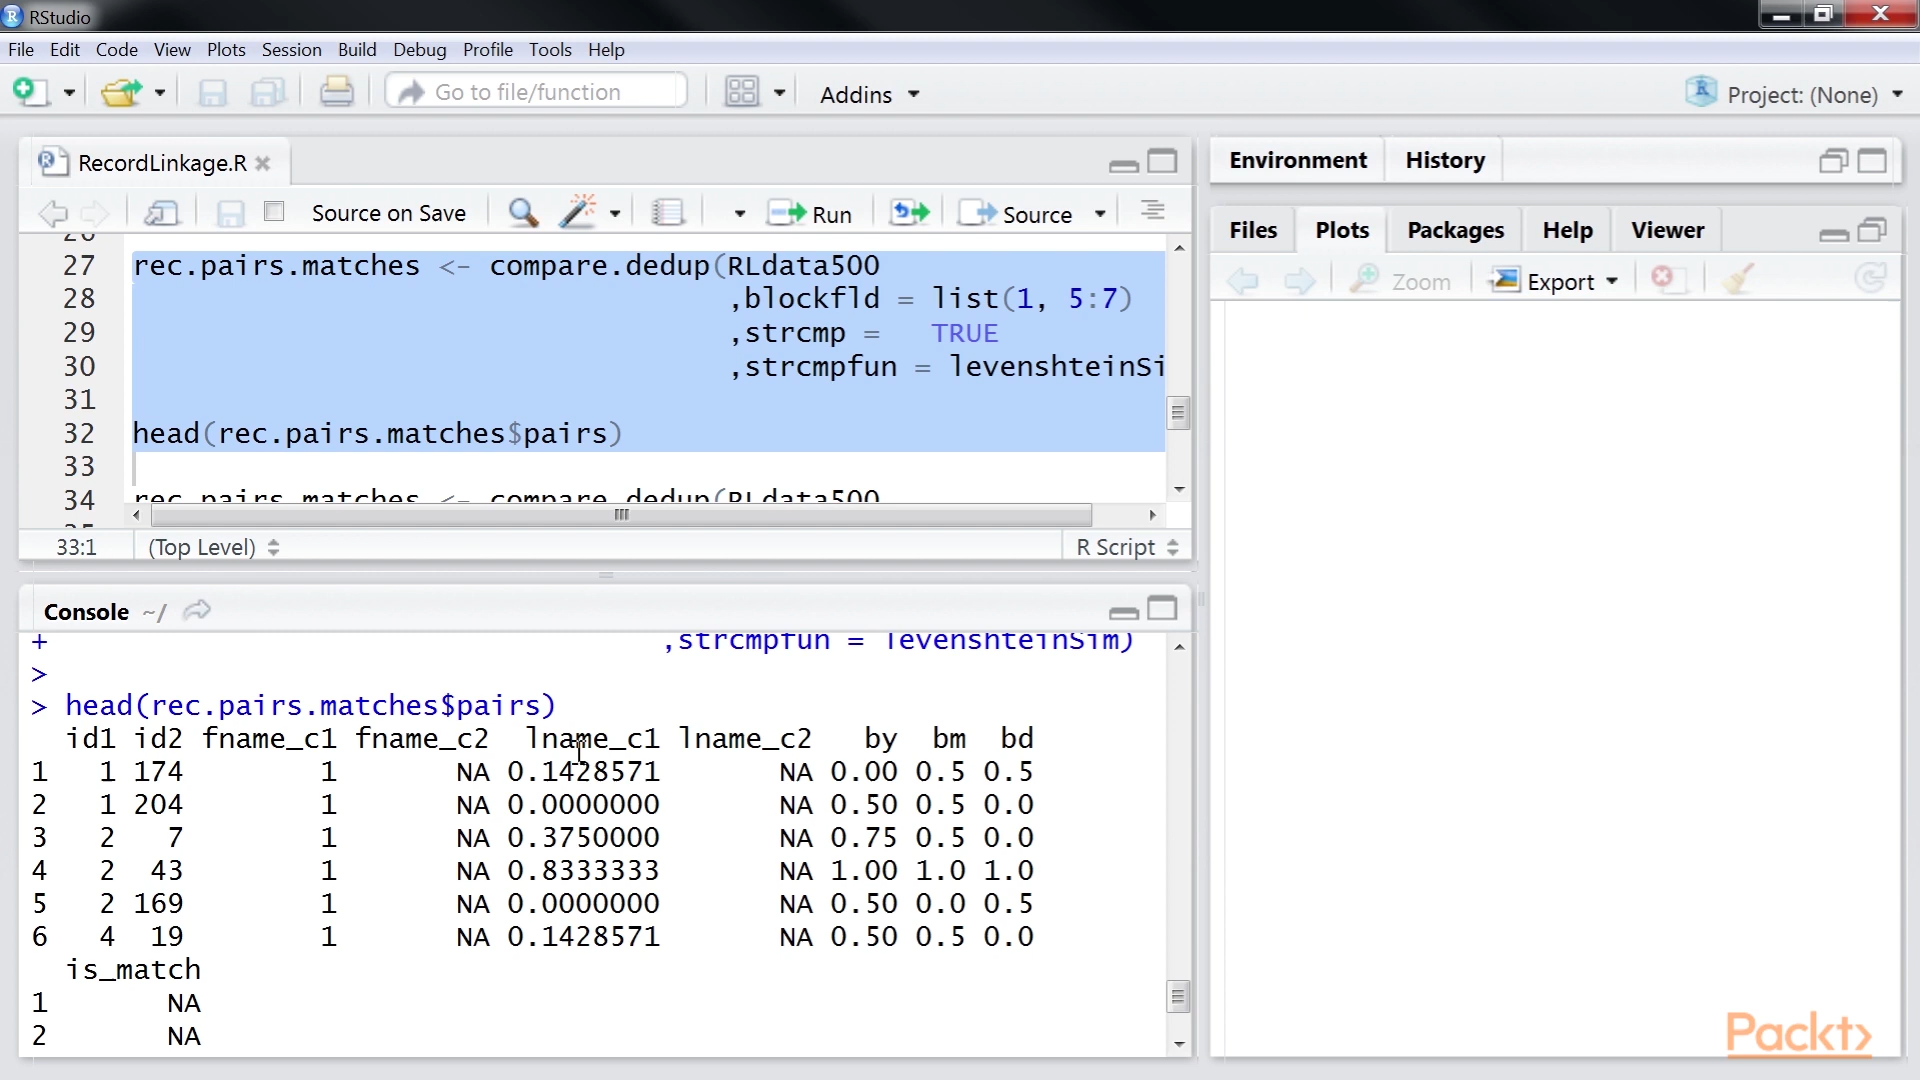 RStudio
File Edit Code View Plots Session Build Debug Profile Tools Help
Go to file/function Addins Project: (None)
RecordLinkage.R
Source on Save Run Source
26
27 rec.pairs.matches <- compare.dedup(RLdata500
28 ,blockfld = list(1, 5:7)
29 ,strcmp = TRUE
30 ,strcmpfun = levenshteinSi
31
32 head(rec.pairs.matches$pairs)
33
34 rec.pairs.matches <- compare.dedup(RLdata500
33:1 (Top Level) R Script
Console ~/
+ ,strcmpfun = levenshteinSim)
>
> head(rec.pairs.matches$pairs)
id1 id2 fname_c1 fname_c2 lname_c1 lname_c2 by bm bd
1 1 174 1 NA 0.1428571 NA 0.00 0.5 0.5
2 1 204 1 NA 0.0000000 NA 0.50 0.5 0.0
3 2 7 1 NA 0.3750000 NA 0.75 0.5 0.0
4 2 43 1 NA 0.8333333 NA 1.00 1.0 1.0
5 2 169 1 NA 0.0000000 NA 0.50 0.0 0.5
6 4 19 1 NA 0.1428571 NA 0.50 0.5 0.0
is_match
1 NA
2 NA
Environment History
Files Plots Packages Help Viewer
Zoom Export
Packt>